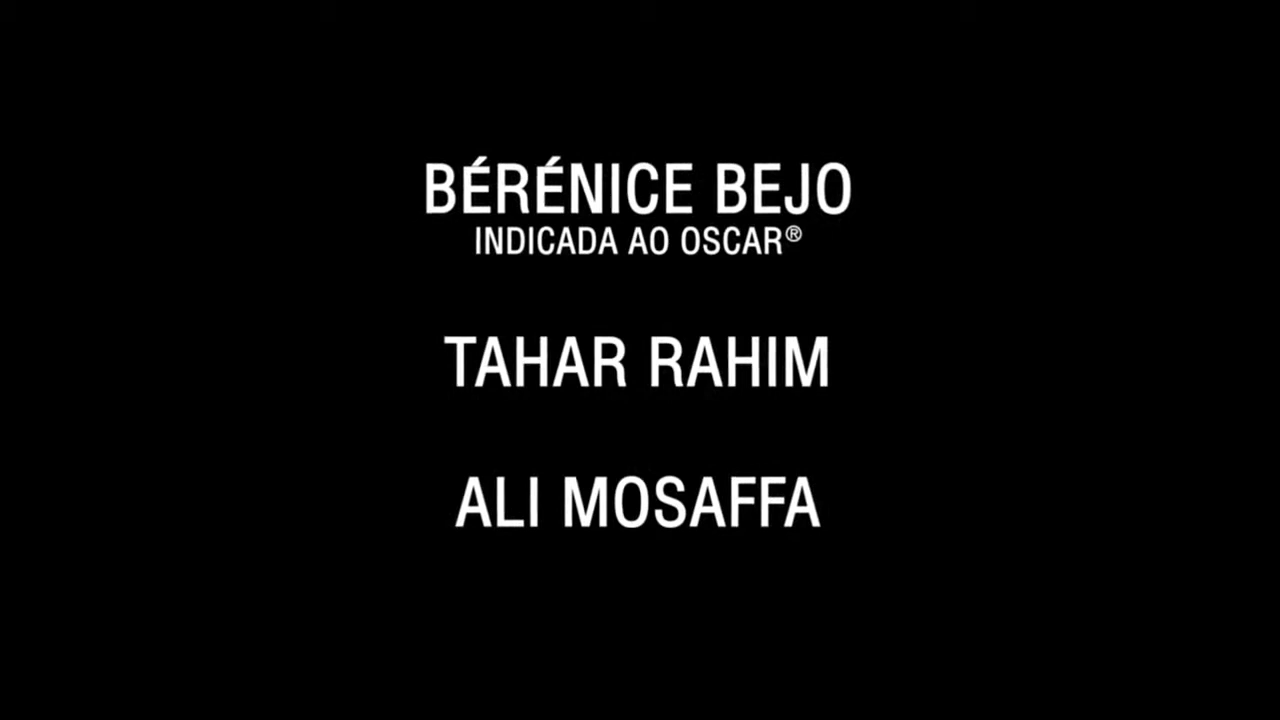 BÉRÉNICE BEJO
INDICADA AO OSCAR®
TAHAR RAHIM
ALI MOSAFFA